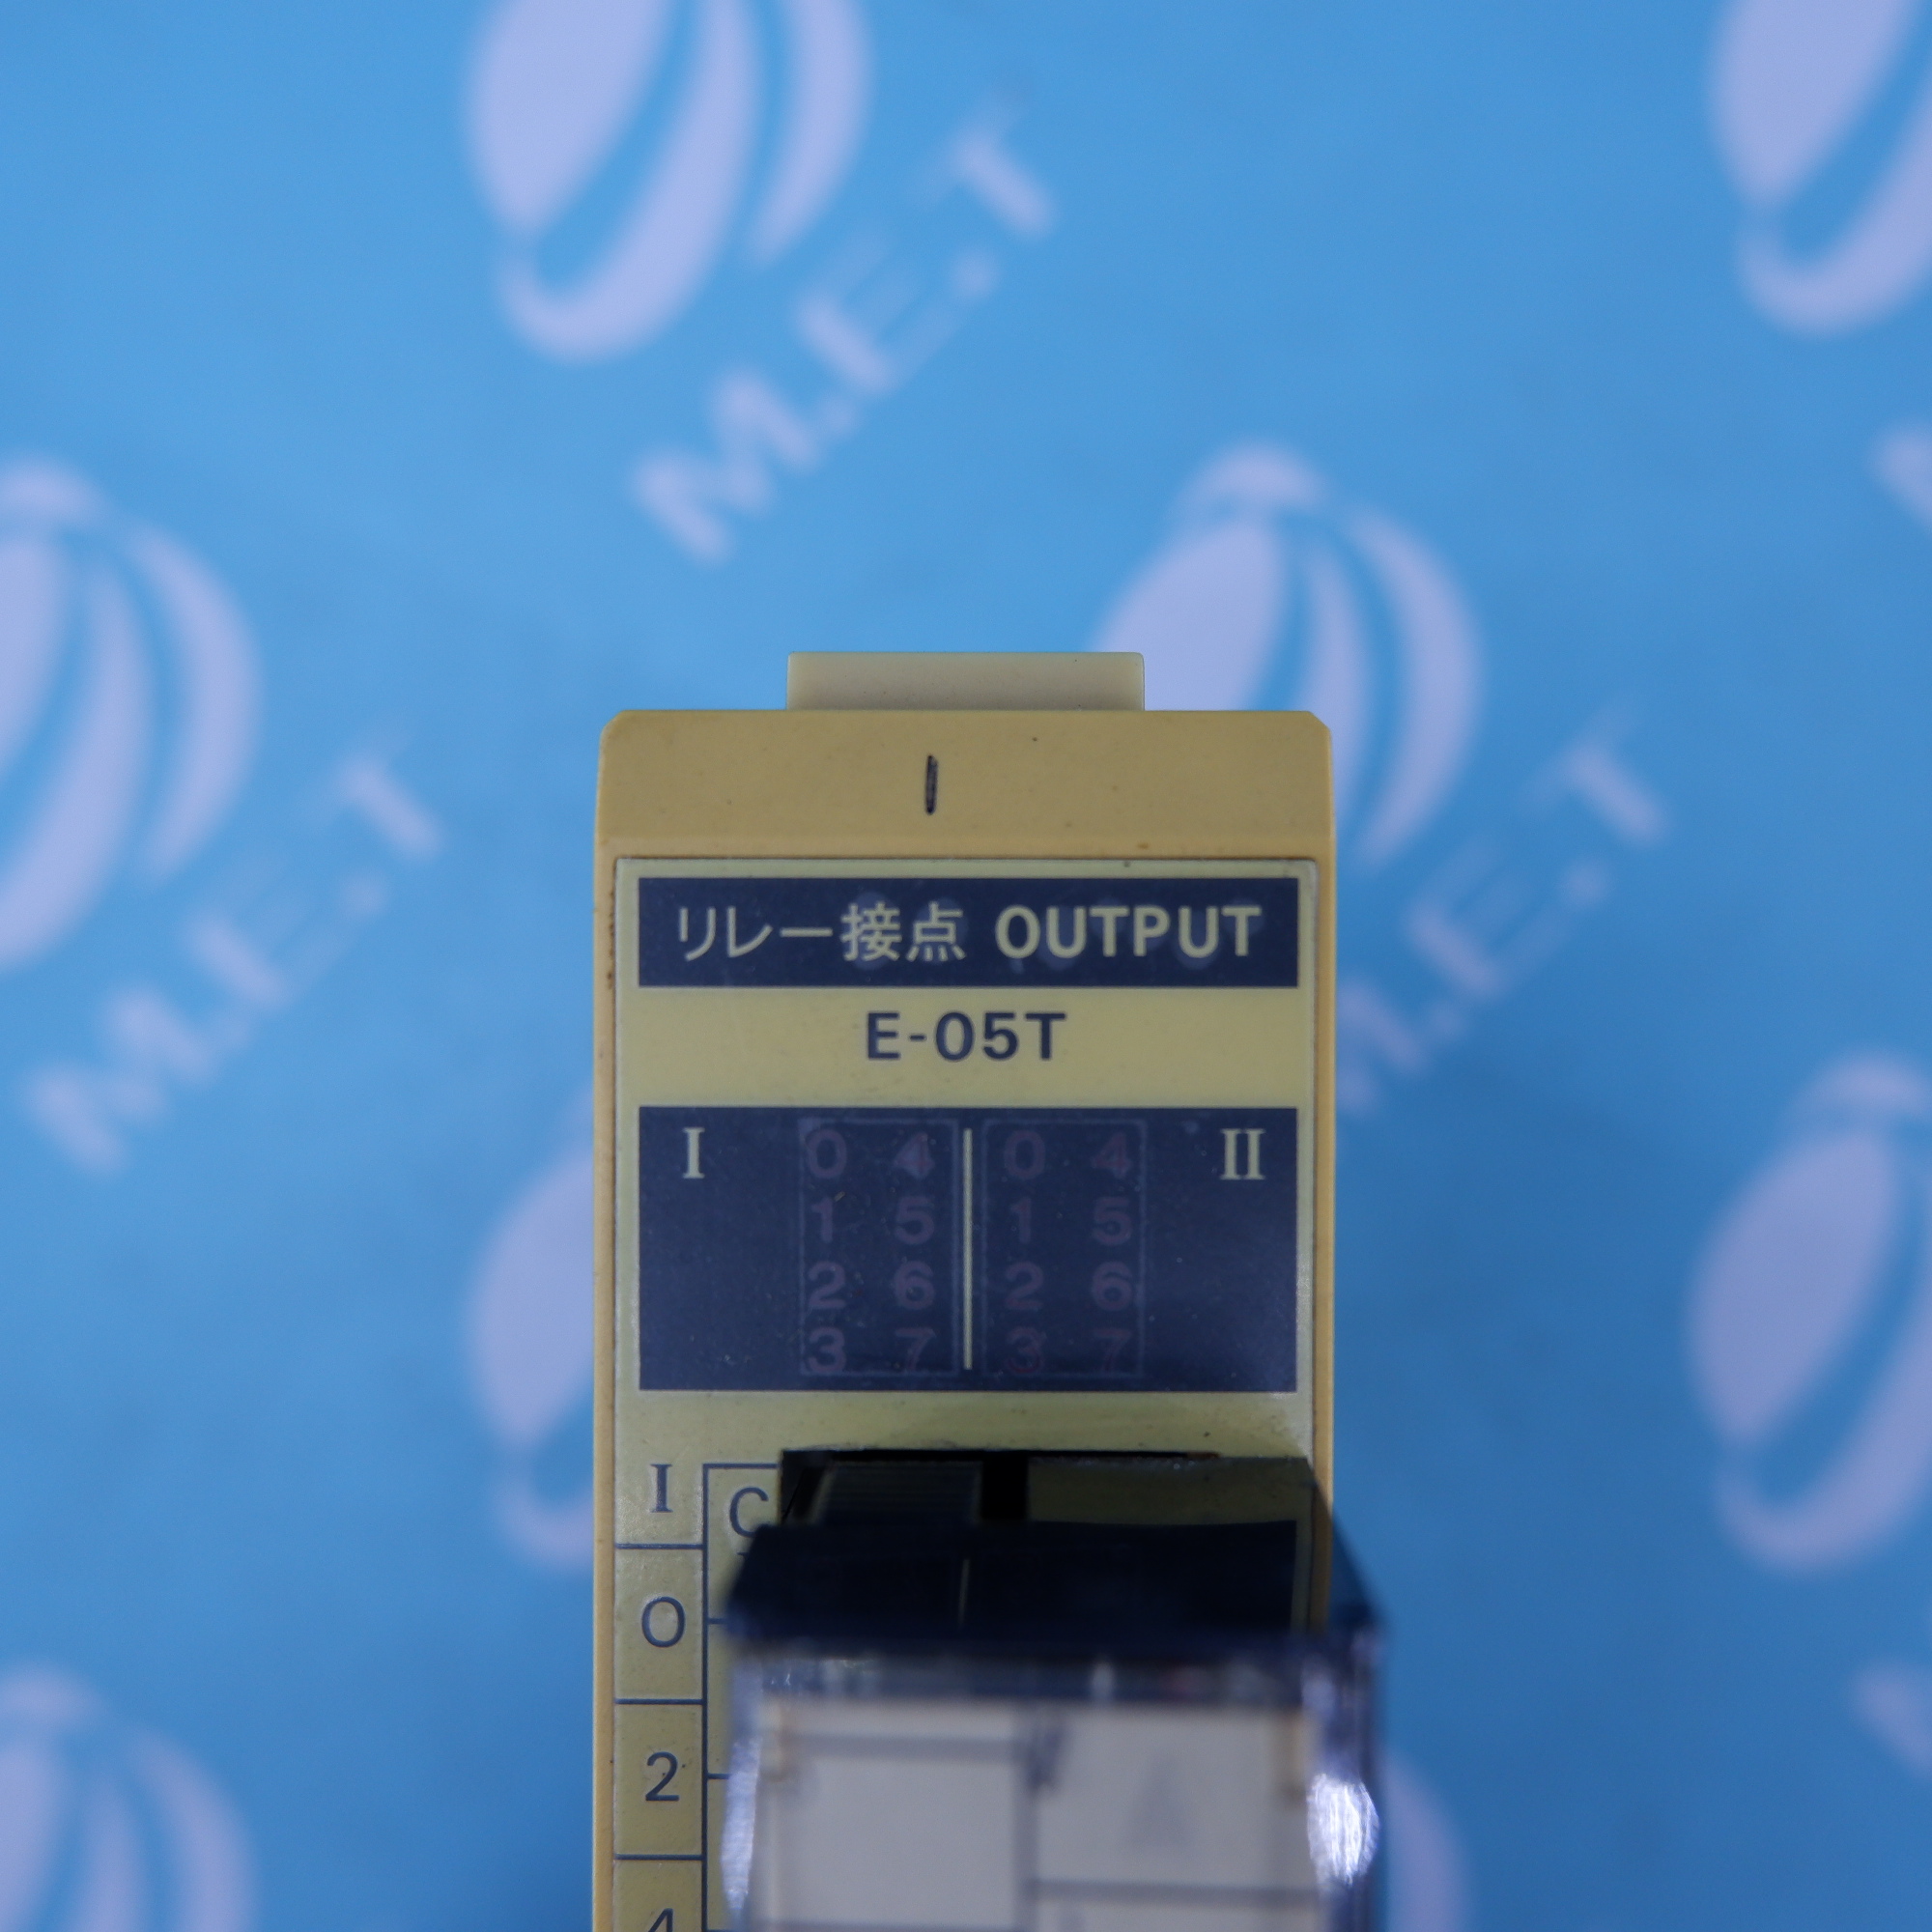 M.E.T
M.E.T
M.E.T
リレー接点 OUTPUT
E-05T
I 0 4 0 4 II
1 5 1 5
2 6 2 6
3 7 3 7
I C
0
2
4